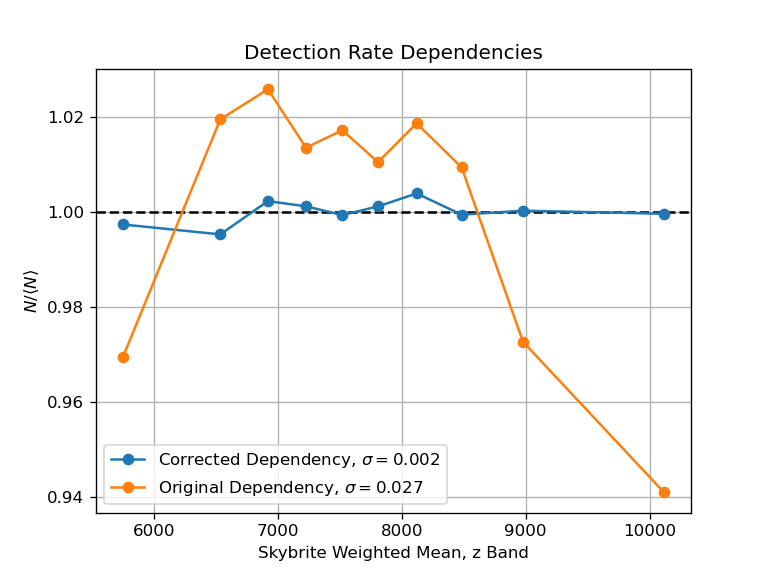 Detection Rate Dependencies
1.02
1.00
0.98
0.96
0.94
N/⟨N⟩
Corrected Dependency, σ = 0.002
Original Dependency, σ = 0.027
6000 7000 8000 9000 10000
Skybrite Weighted Mean, z Band